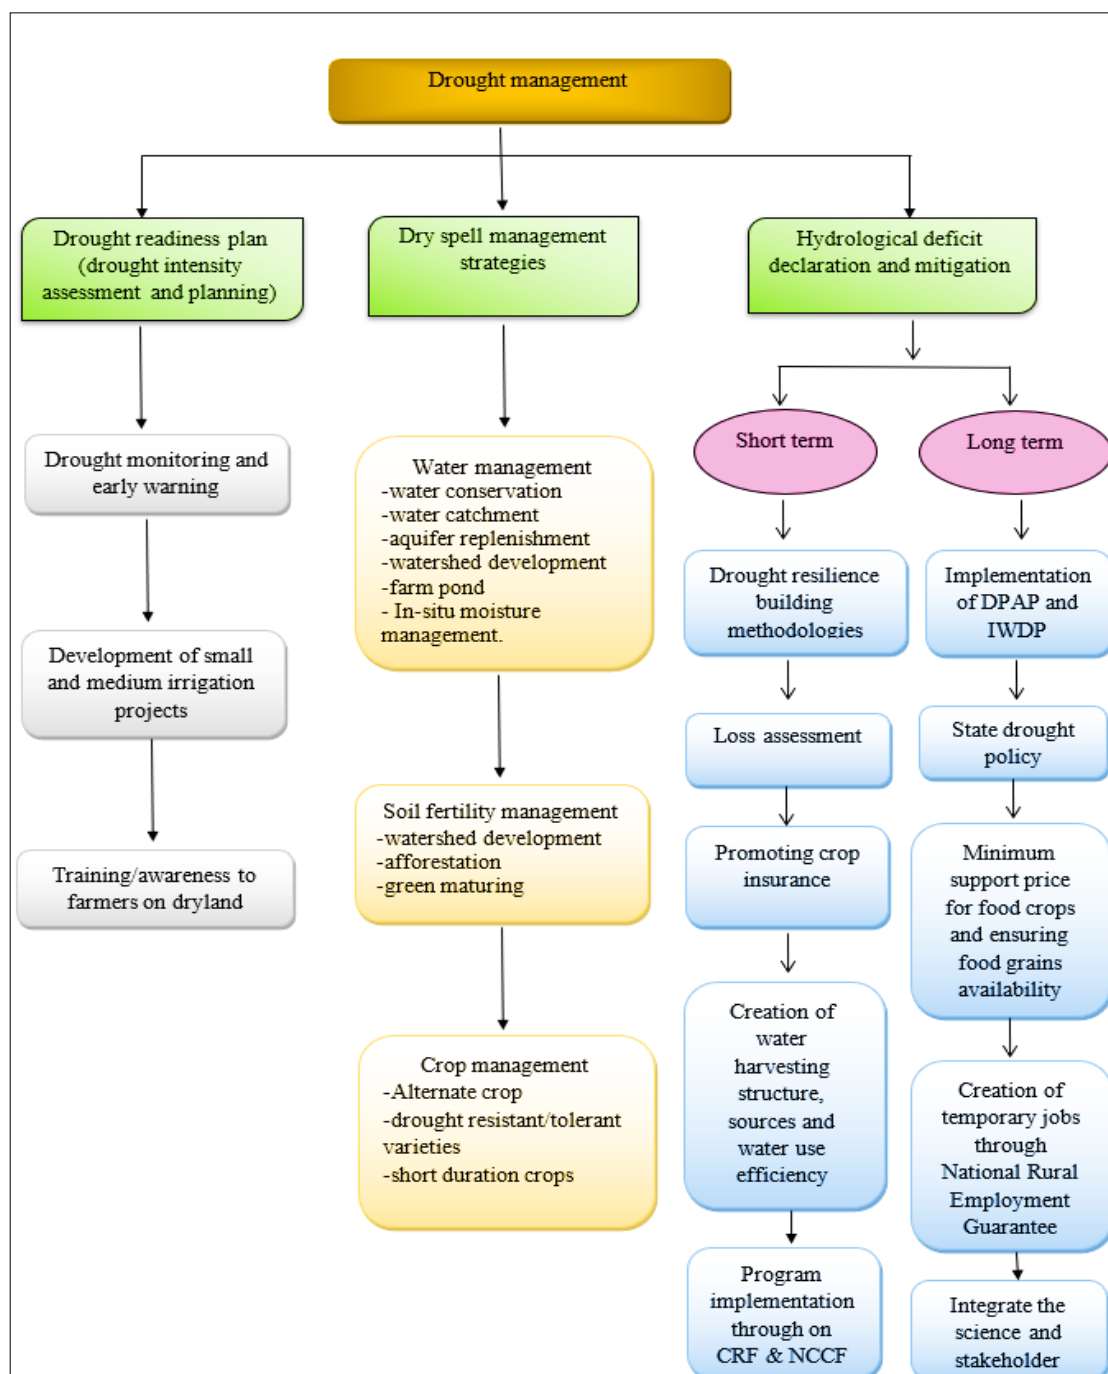 Drought management
Drought readiness plan
(drought intensity
assessment and planning)
Dry spell management
strategies
Hydrological deficit
declaration and mitigation
Short term
Long term
Drought monitoring and
early warning
Development of small
and medium irrigation
projects
Training/awareness to
farmers on dryland
Water management
-water conservation
-water catchment
-aquifer replenishment
-watershed development
-farm pond
- In-situ moisture
management.
Soil fertility management
-watershed development
-afforestation
-green maturing
Crop management
-Alternate crop
-drought resistant/tolerant
varieties
-short duration crops
Drought resilience
building
methodologies
Loss assessment
Promoting crop
insurance
Creation of
water
harvesting
structure,
sources and
water use
efficiency
Program
implementation
through on
CRF & NCCF
Implementation
of DPAP and
IWDP
State drought
policy
Minimum
support price
for food crops
and ensuring
food grains
availability
Creation of
temporary jobs
through
National Rural
Employment
Guarantee
Integrate the
science and
stakeholder